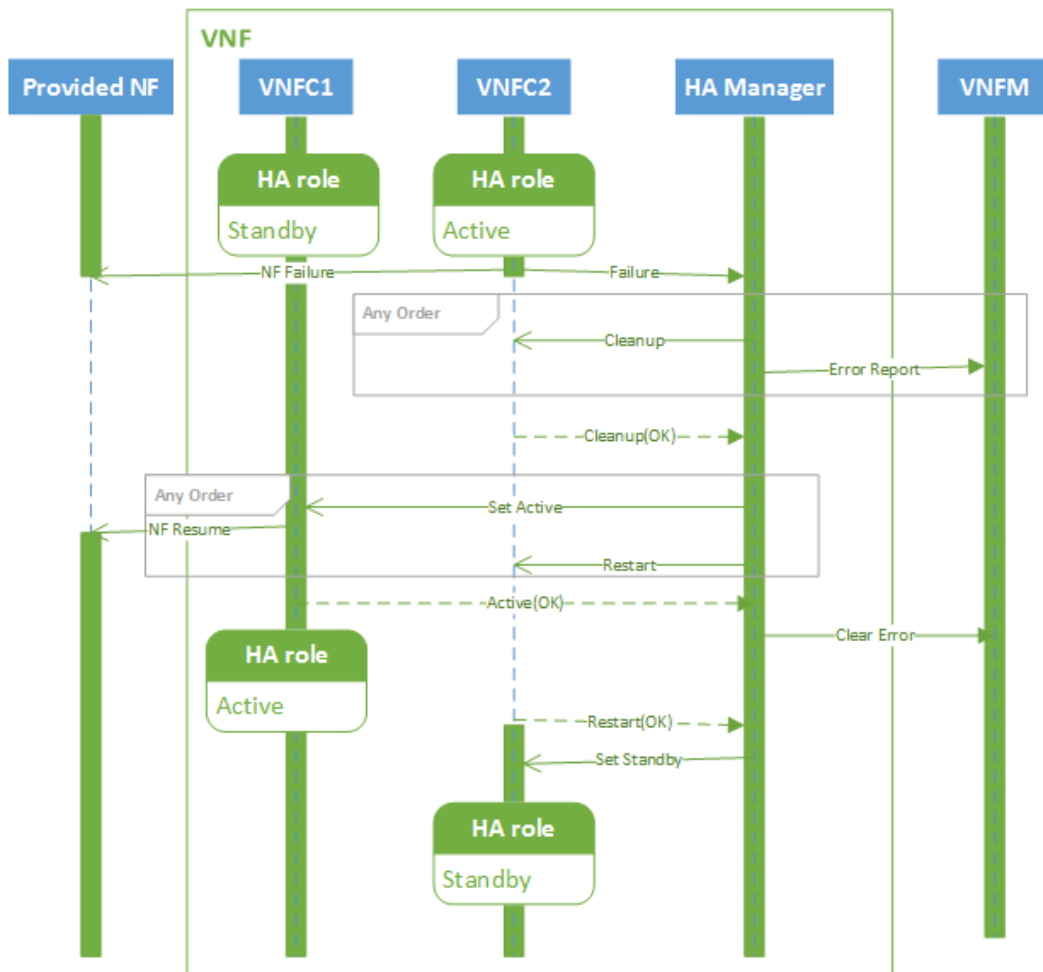 VNF
Provided NF
VNFC1
VNFC2
HA Manager
VNFM
HA role
Standby
HA role
Active
NF Failure
Failure
Any Order
Cleanup
Error Report
Cleanup(OK)
Any Order
Set Active
NF Resume
Restart
Active(OK)
Clear Error
HA role
Active
Restart(OK)
Set Standby
HA role
Standby